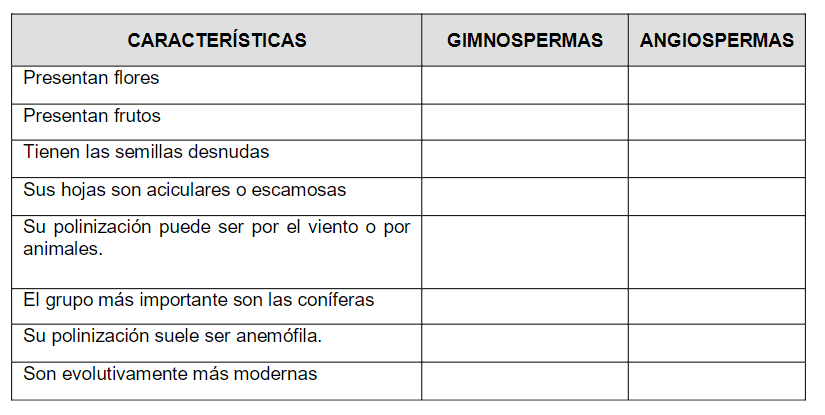 CARACTERÍSTICAS GIMNOSPERMAS ANGIOSPERMAS
Presentan flores
Presentan frutos
Tienen las semillas desnudas
Sus hojas son aciculares o escamosas
Su polinización puede ser por el viento o por
animales.
El grupo más importante son las coníferas
Su polinización suele ser anemófila.
Son evolutivamente más modernas